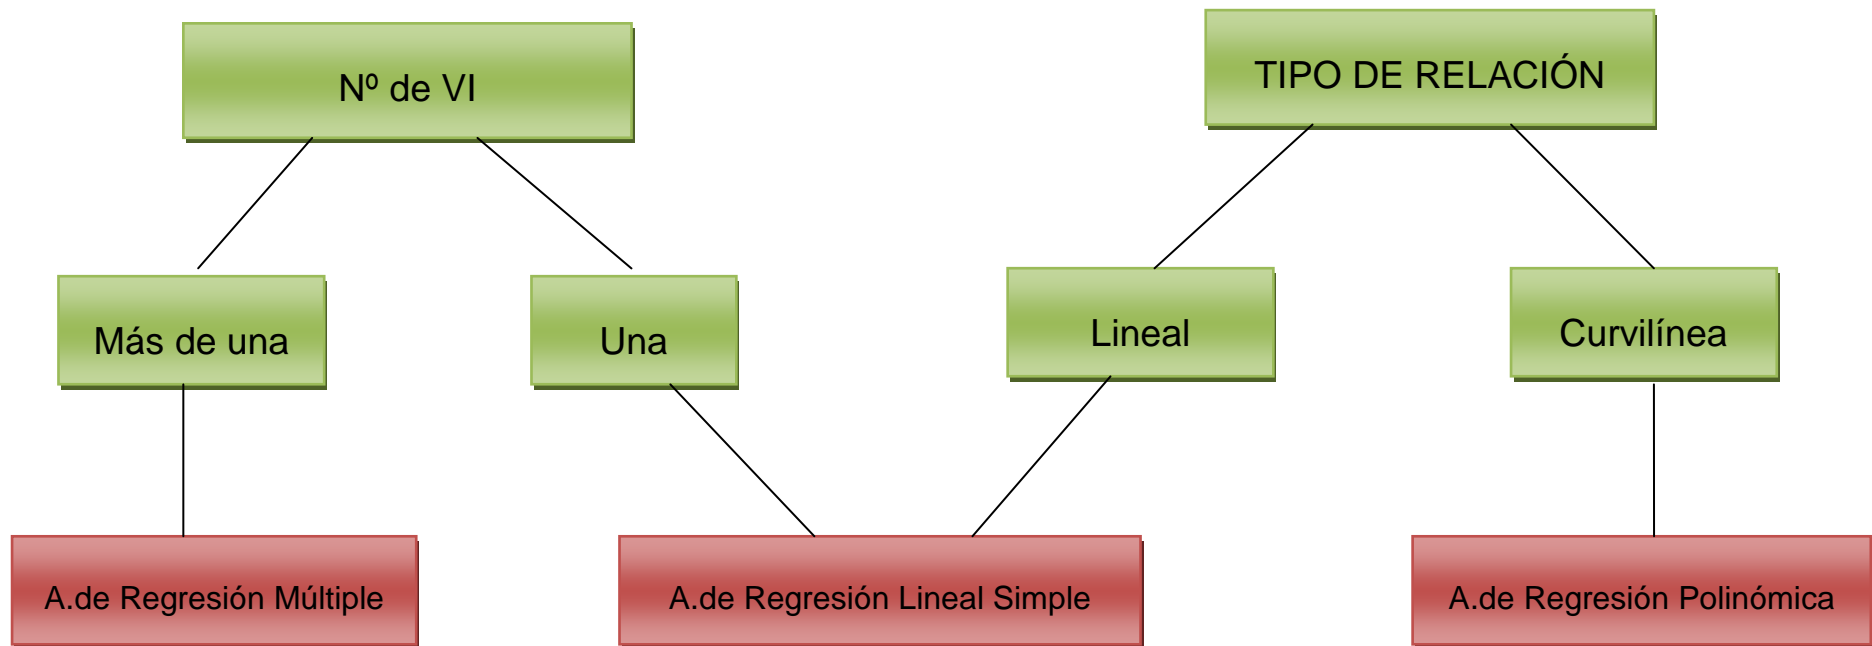 Nº de VI
TIPO DE RELACIÓN
Más de una
Una
Lineal
Curvilínea
A.de Regresión Múltiple
A.de Regresión Lineal Simple
A.de Regresión Polinómica